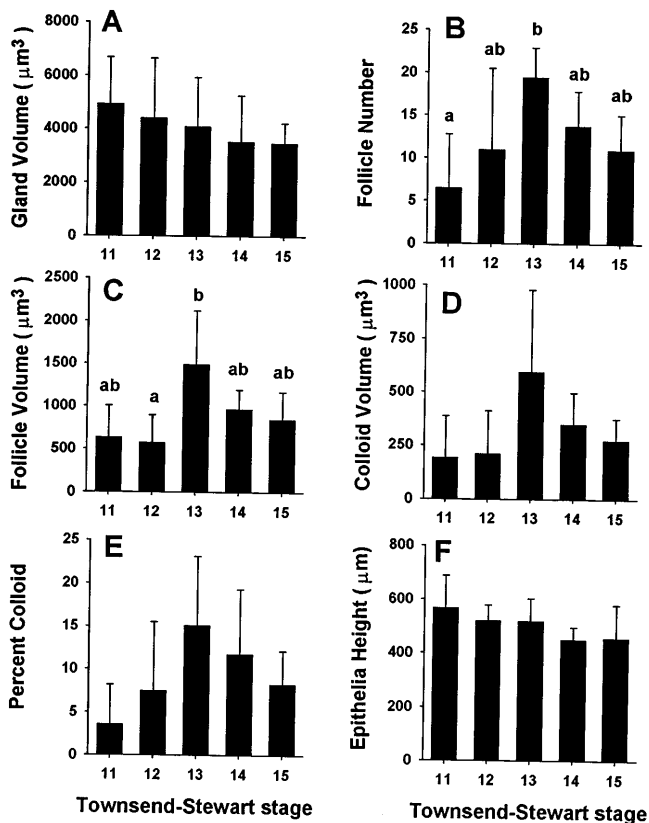 A
Gland Volume ( μm3)
8000
6000
4000
2000
0
11 12 13 14 15
B
Follicle Number
25
20
15
10
5
0
a ab b ab ab
11 12 13 14 15
C
Follicle Volume ( μm3)
2500
2000
1500
1000
500
0
ab a b ab ab
11 12 13 14 15
D
Colloid Volume ( μm3)
1000
750
500
250
0
11 12 13 14 15
E
Percent Colloid
25
20
15
10
5
0
11 12 13 14 15
Townsend-Stewart stage
F
Epithelia Height ( μm)
800
600
400
200
0
11 12 13 14 15
Townsend-Stewart stage